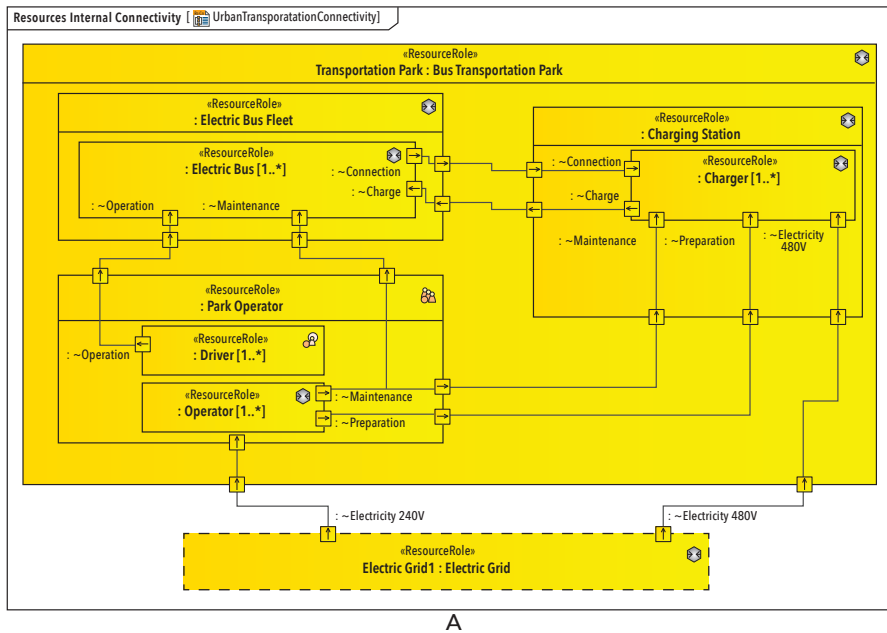 Resources Internal Connectivity [ UrbanTransporatationConnectivity]
«ResourceRole»
Transportation Park : Bus Transportation Park
«ResourceRole»
: Electric Bus Fleet
«ResourceRole»
: Electric Bus [1..*]
: ~Connection
: ~Charge
: ~Operation
: ~Maintenance
«ResourceRole»
: Charging Station
: ~Connection
«ResourceRole»
: Charger [1..*]
: ~Charge
: ~Maintenance
: ~Preparation
: ~Electricity
480V
«ResourceRole»
: Park Operator
«ResourceRole»
: Driver [1..*]
: ~Operation
«ResourceRole»
: Operator [1..*]
: ~Maintenance
: ~Preparation
: ~Electricity 240V
: ~Electricity 480V
«ResourceRole»
Electric Grid1 : Electric Grid
A